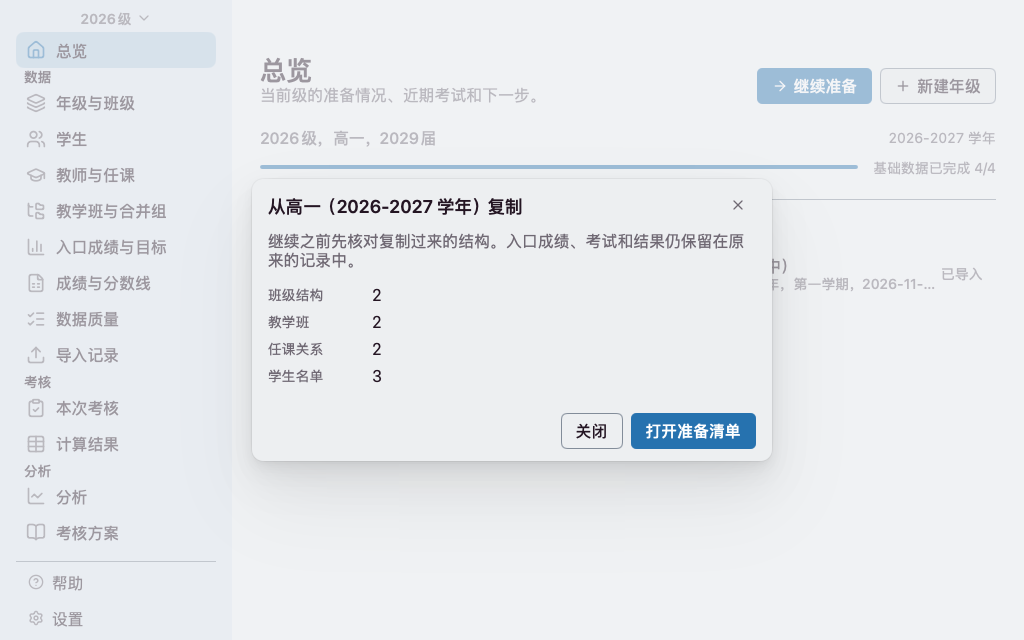 2026级
总览
数据
年级与班级
学生
教师与任课
教学班与合并组
入口成绩与目标
成绩与分数线
数据质量
导入记录
考核
本次考核
计算结果
分析
分析
考核方案
帮助
设置
总览
当前级的准备情况、近期考试和下一步。
继续准备
新建年级
2026级，高一，2029届
2026-2027 学年
基础数据已完成 4/4
中)
年，第一学期，2026-11-...
已导入
从高一（2026-2027 学年）复制
继续之前先核对复制过来的结构。入口成绩、考试和结果仍保留在原
来的记录中。
班级结构 2
教学班 2
任课关系 2
学生名单 3
关闭
打开准备清单